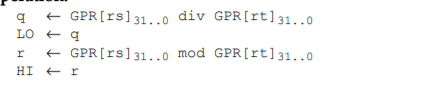 q ← GPR[rs]31..0 div GPR[rt]31..0
LO ← q
r ← GPR[rs]31..0 mod GPR[rt]31..0
HI ← r